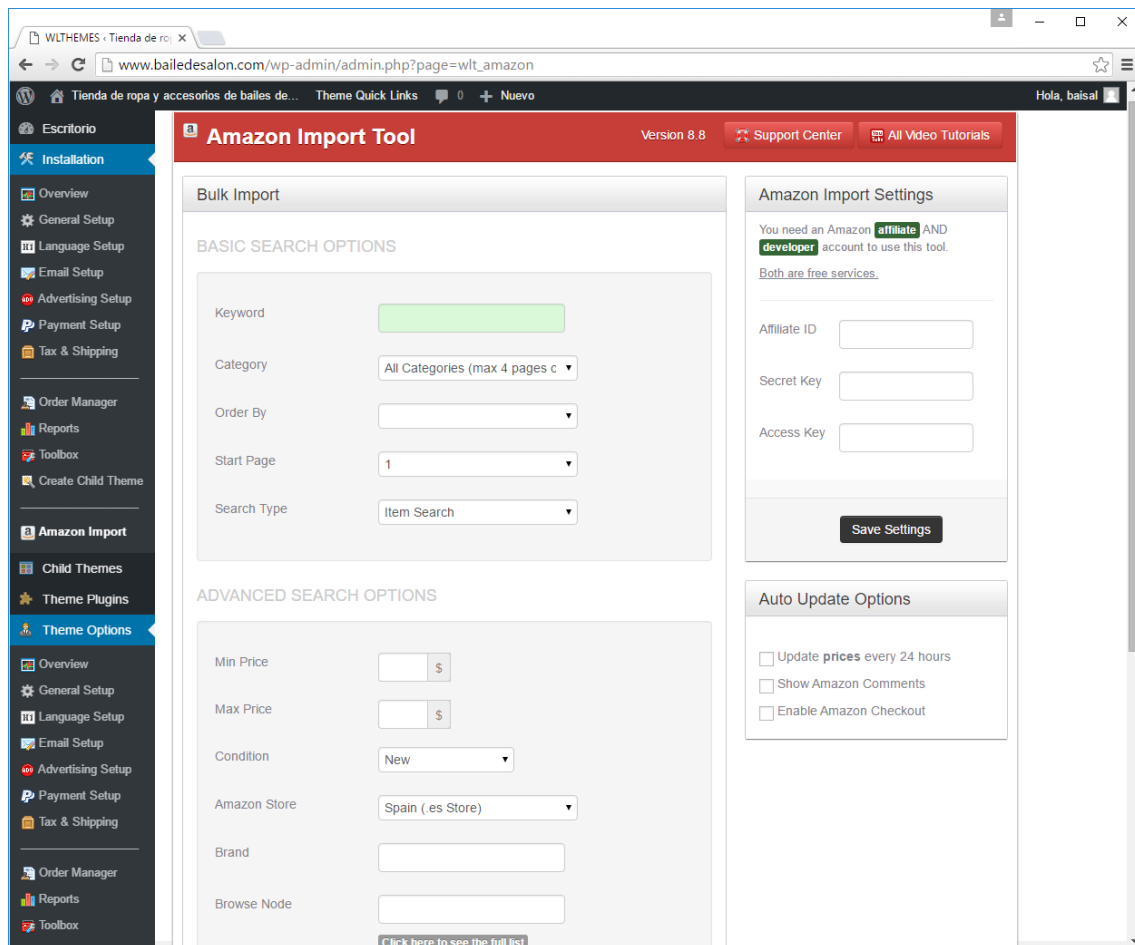 WLTHEMES ‹ Tienda de ro
www.bailedesalon.com/wp-admin/admin.php?page=wlt_amazon
Tienda de ropa y accesorios de bailes de... Theme Quick Links 0 Nuevo Hola, baisal
Escritorio
Installation
Overview
General Setup
Language Setup
Email Setup
Advertising Setup
Payment Setup
Tax & Shipping
Order Manager
Reports
Toolbox
Create Child Theme
Amazon Import
Child Themes
Theme Plugins
Theme Options
Overview
General Setup
Language Setup
Email Setup
Advertising Setup
Payment Setup
Tax & Shipping
Order Manager
Reports
Toolbox
a Amazon Import Tool Version 8.8 Support Center All Video Tutorials
Bulk Import
BASIC SEARCH OPTIONS
Keyword
Category All Categories (max 4 pages c
Order By
Start Page 1
Search Type Item Search
ADVANCED SEARCH OPTIONS
Min Price $
Max Price $
Condition New
Amazon Store Spain (.es Store)
Brand
Browse Node
Click here to see the full list
Amazon Import Settings
You need an Amazon affiliate AND
developer account to use this tool.
Both are free services.
Affiliate ID
Secret Key
Access Key
Save Settings
Auto Update Options
Update prices every 24 hours
Show Amazon Comments
Enable Amazon Checkout